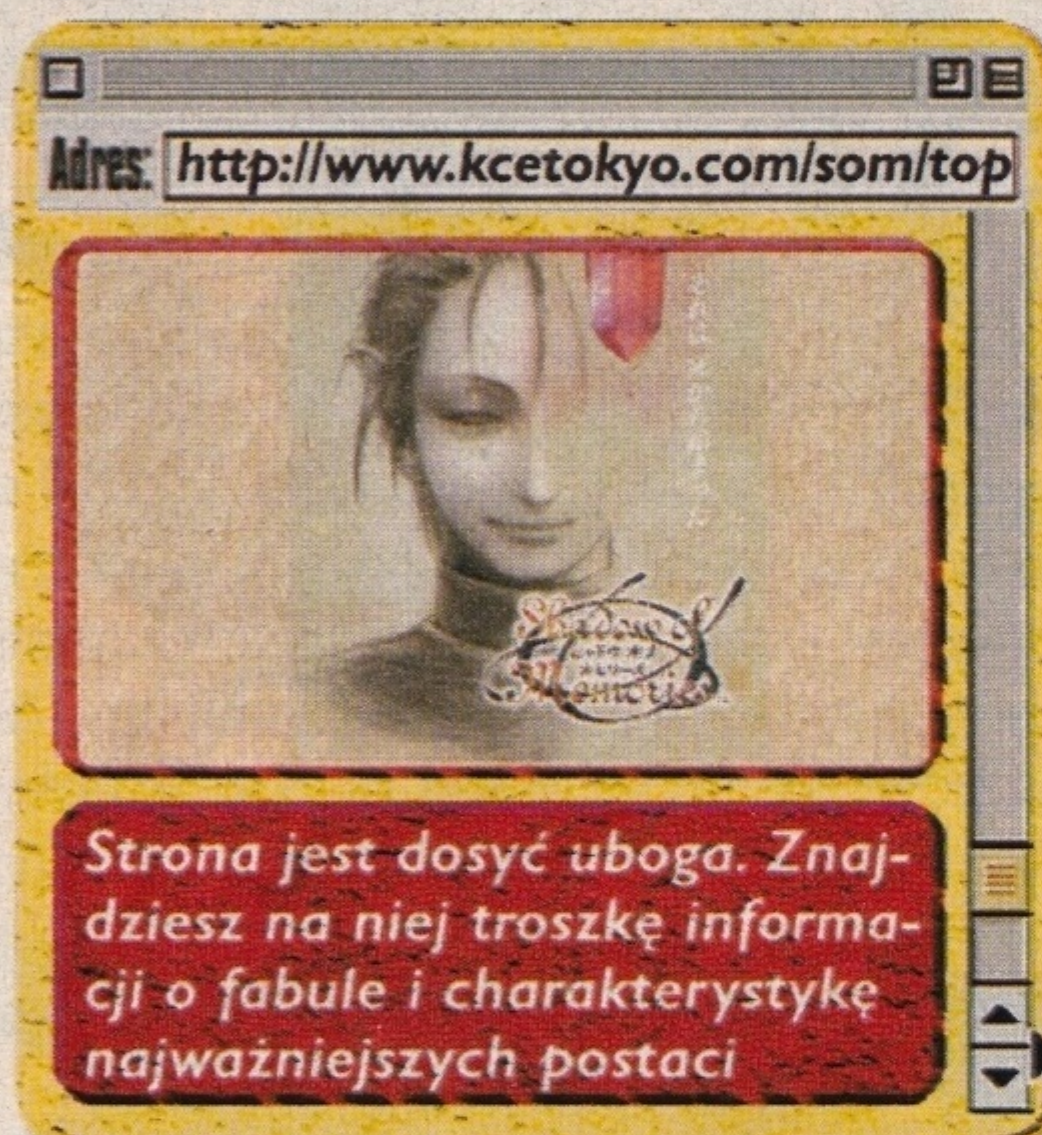 Adres: http://www.kcetokyo.com/som/top
Shadow of
Memories
Strona jest dosyć uboga. Znaj-
dziesz na niej troszkę informa-
cji o fabule i charakterystykę
najważniejszych postaci